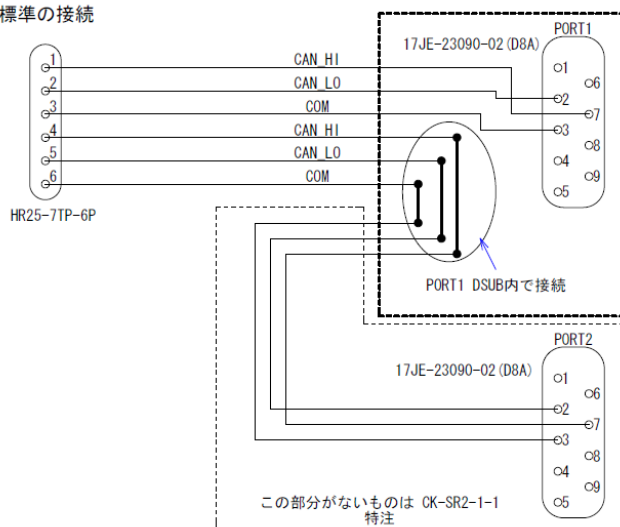 標準の接続
PORT1
17JE-23090-02(D8A)
1 CAN_HI
2 CAN_LO
3 COM
4 CAN_HI
5 CAN_LO
6 COM
HR25-7TP-6P
1
6
2
7
3
8
4
9
5
PORT1 DSUB内で接続
PORT2
17JE-23090-02(D8A)
1
6
2
7
3
8
4
9
5
この部分がないものは CK-SR2-1-1
特注